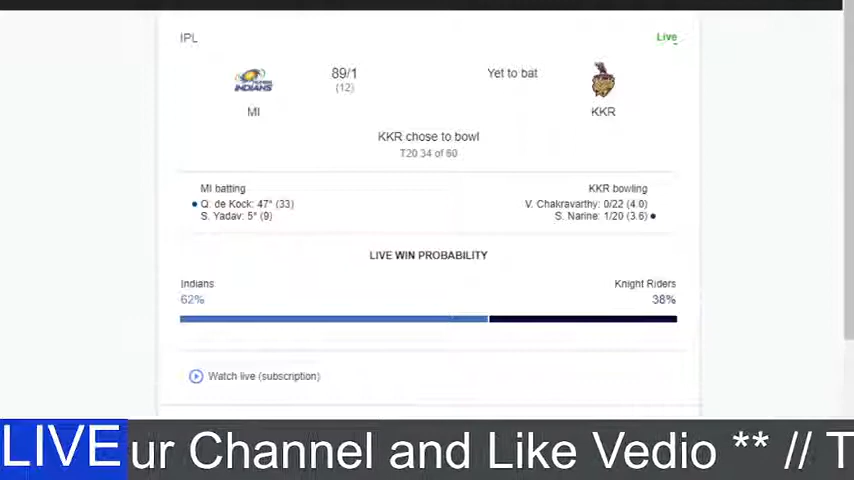 IPL
Live
INDIANS
89/1
(12)
Yet to bat
MI
KKR
KKR chose to bowl
T20 34 of 60
MI batting
KKR bowling
Q. de Kock: 47* (33)
V. Chakravarthy: 0/22 (4.0)
S. Yadav: 5* (9)
S. Narine: 1/20 (3.6)
LIVE WIN PROBABILITY
Indians
Knight Riders
62%
38%
Watch live (subscription)
LIVE
ur Channel and Like Vedio ** // T